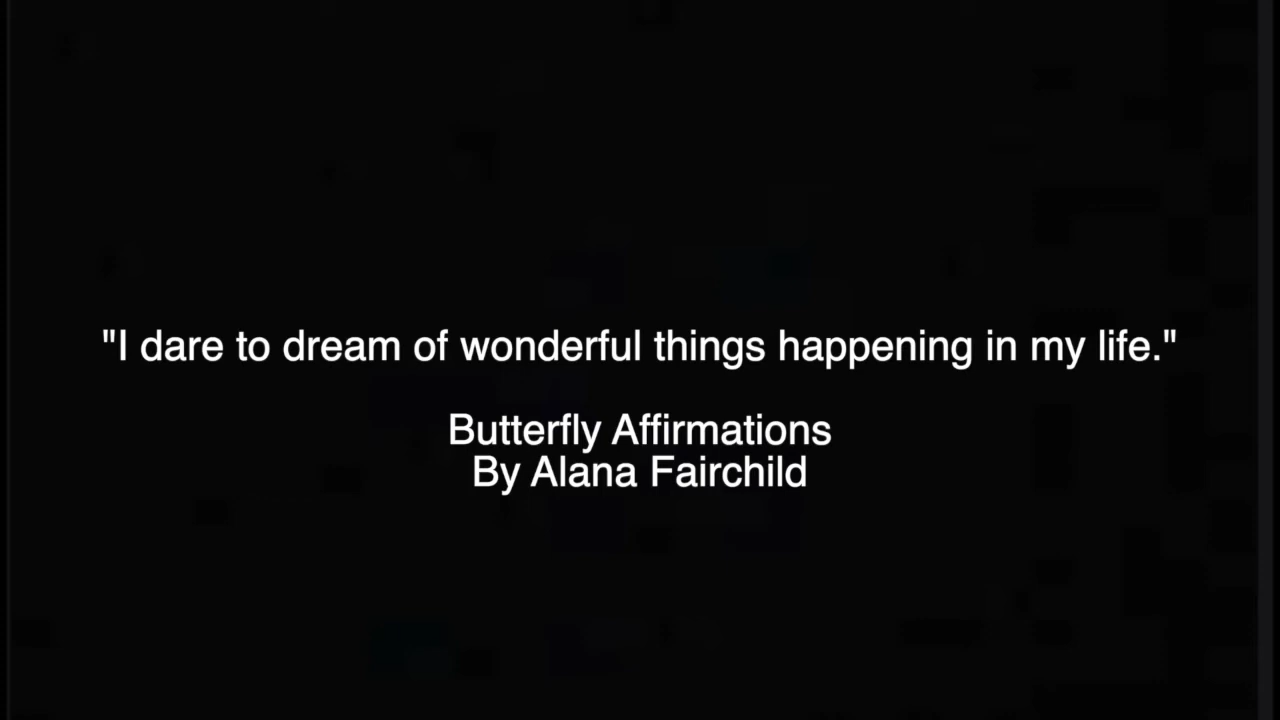 "I dare to dream of wonderful things happening in my life."
Butterfly Affirmations
By Alana Fairchild